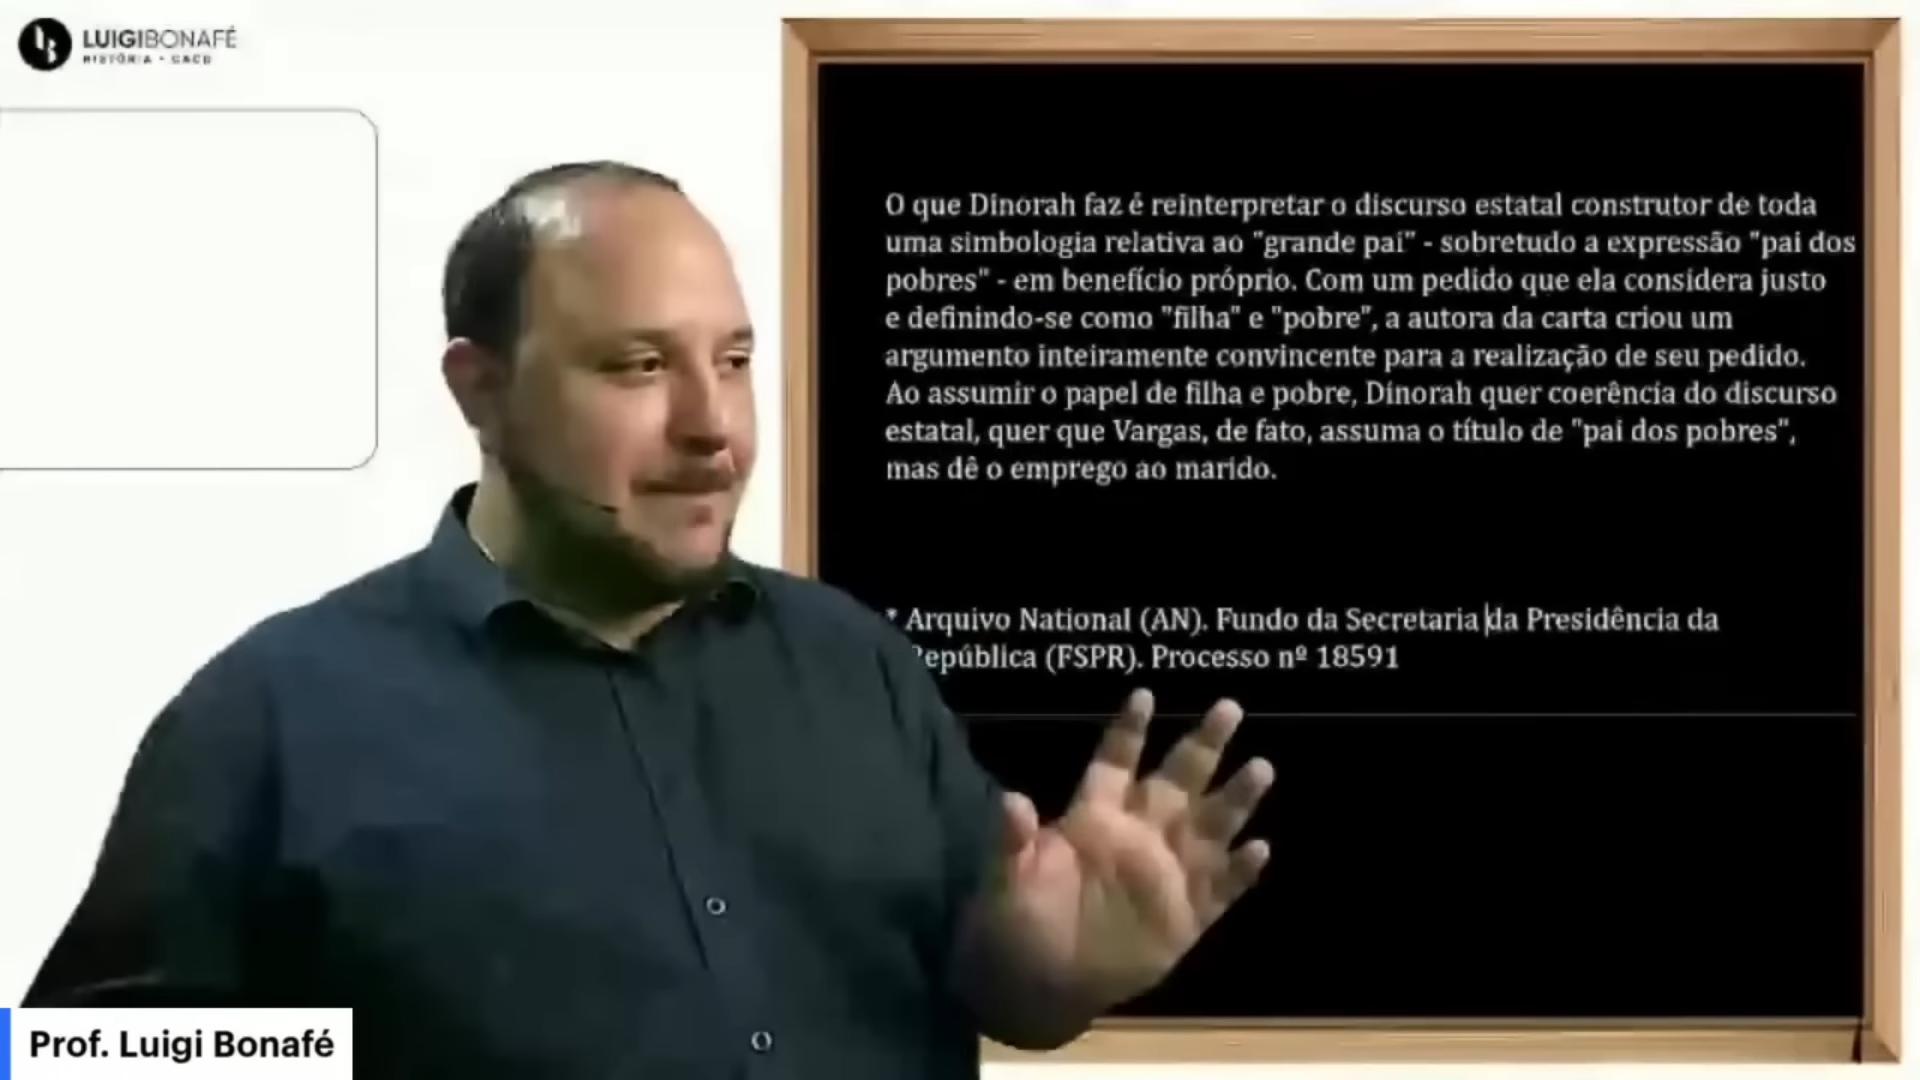 LUIGIBONAFÉ
HISTÓRIA • CACD
O que Dinorah faz é reinterpretar o discurso estatal construtor de toda
uma simbologia relativa ao "grande pai" - sobretudo a expressão "pai dos
pobres" - em benefício próprio. Com um pedido que ela considera justo
e definindo-se como "filha" e "pobre", a autora da carta criou um
argumento inteiramente convincente para a realização de seu pedido.
Ao assumir o papel de filha e pobre, Dinorah quer coerência do discurso
estatal, quer que Vargas, de fato, assuma o título de "pai dos pobres",
mas dê o emprego ao marido.
* Arquivo National (AN). Fundo da Secretaria da Presidência da
República (FSPR). Processo nº 18591
Prof. Luigi Bonafé